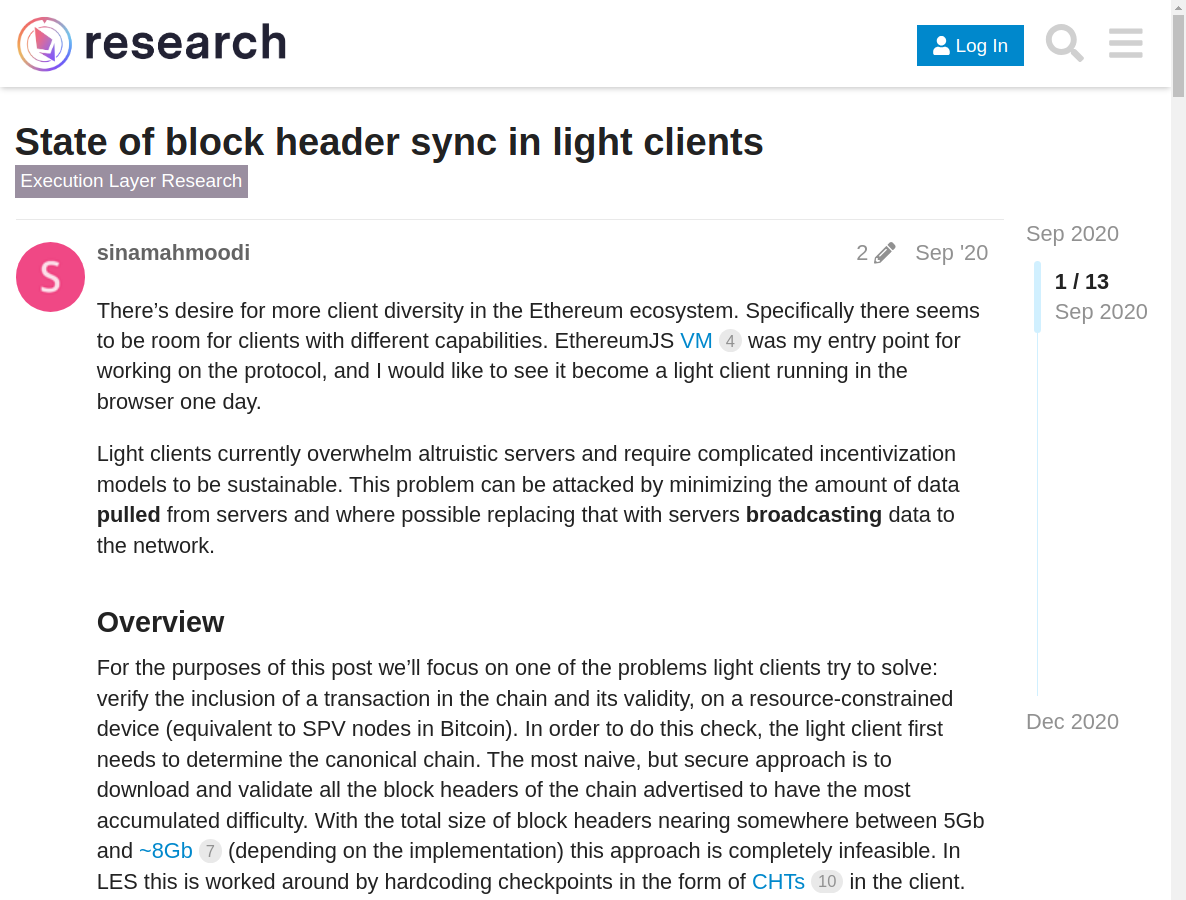 research
Log In
State of block header sync in light clients
Execution Layer Research
Sep 2020
S
sinamahmoodi
2
Sep '20
1 / 13
Sep 2020
There’s desire for more client diversity in the Ethereum ecosystem. Specifically there seems
to be room for clients with different capabilities. EthereumJS VM 4 was my entry point for
working on the protocol, and I would like to see it become a light client running in the
browser one day.
Light clients currently overwhelm altruistic servers and require complicated incentivization
models to be sustainable. This problem can be attacked by minimizing the amount of data
pulled from servers and where possible replacing that with servers broadcasting data to
the network.
Overview
For the purposes of this post we’ll focus on one of the problems light clients try to solve:
verify the inclusion of a transaction in the chain and its validity, on a resource-constrained
device (equivalent to SPV nodes in Bitcoin). In order to do this check, the light client first
needs to determine the canonical chain. The most naive, but secure approach is to
download and validate all the block headers of the chain advertised to have the most
accumulated difficulty. With the total size of block headers nearing somewhere between 5Gb
and ~8Gb 7 (depending on the implementation) this approach is completely infeasible. In
LES this is worked around by hardcoding checkpoints in the form of CHTs 10 in the client.
Dec 2020